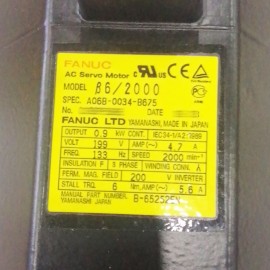 FANUC
AC Servo Motor
MODEL β6/2000
SPEC. A06B-0034-B675
No.
DATE
FANUC LTD YAMANASHI, MADE IN JAPAN
OUTPUT 0.9 kW CONT. IEC34-1/A2:1989
VOLT 199 V AMP(~) 4.7 A
FREQ. 133 Hz SPEED 2000 min-1
INSULATION F 3 PHASE WINDING CONN.
PERM. MAG. FIELD 200 V INVERTER
STALL TRQ. 6 Nm AMP(~) 5.6 A
MANUAL, PART NUMBER
YAMANASHI JAPAN B-65232